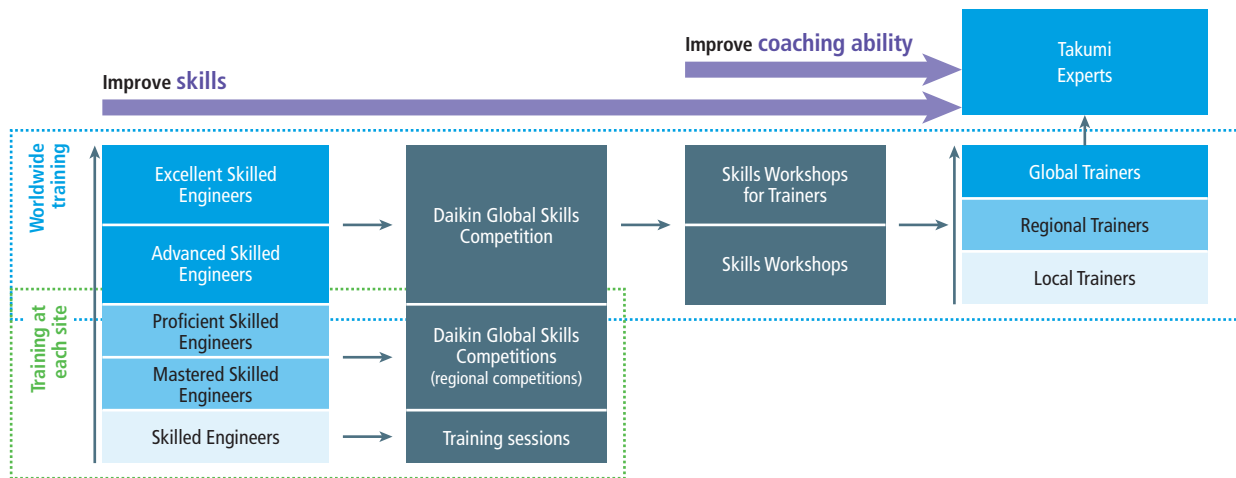 Improve coaching ability
Takumi
Experts
Improve skills
Worldwide
training
Excellent Skilled
Engineers
Advanced Skilled
Engineers
Daikin Global Skills
Competition
Skills Workshops
for Trainers
Skills Workshops
Global Trainers
Regional Trainers
Local Trainers
Training at
each site
Proficient Skilled
Engineers
Mastered Skilled
Engineers
Skilled Engineers
Daikin Global Skills
Competitions
(regional competitions)
Training sessions